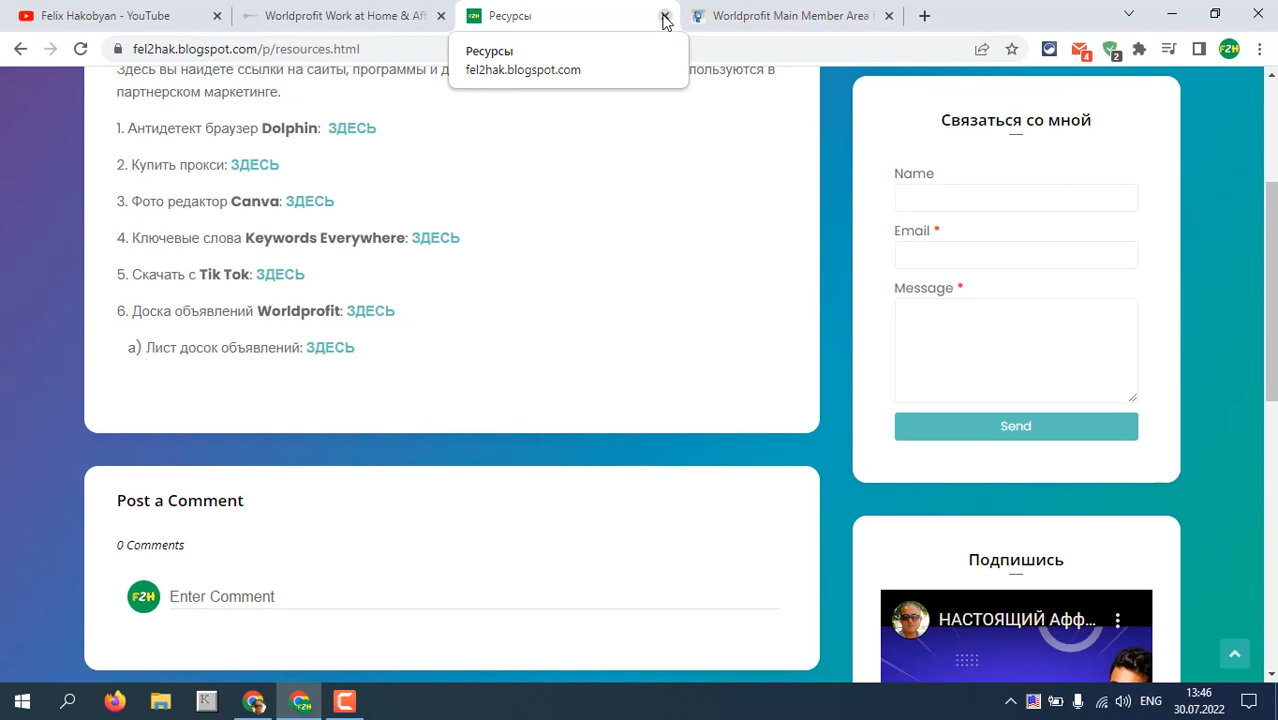 Felix Hakobyan - YouTube
Worldprofit Work at Home & Aff
Ресурсы
Worldprofit Main Member Area f
fel2hak.blogspot.com/p/resources.html
4
2
F2H
Ресурсы
fel2hak.blogspot.com
Здесь вы найдете ссылки на сайты, программы и д
пользуются в
партнерском маркетинге.
1. Антидетект браузер Dolphin: ЗДЕСЬ
2. Купить прокси: ЗДЕСЬ
3. Фото редактор Canva: ЗДЕСЬ
4. Ключевые слова Keywords Everywhere: ЗДЕСЬ
5. Скачать с Tik Tok: ЗДЕСЬ
6. Доска объявлений Worldprofit: ЗДЕСЬ
а) Лист досок объявлений: ЗДЕСЬ
Post a Comment
0 Comments
F2H
Enter Comment
Связаться со мной
Name
Email *
Message *
Send
Подпишись
НАСТОЯЩИЙ Афф...
ENG
13:46
30.07.2022